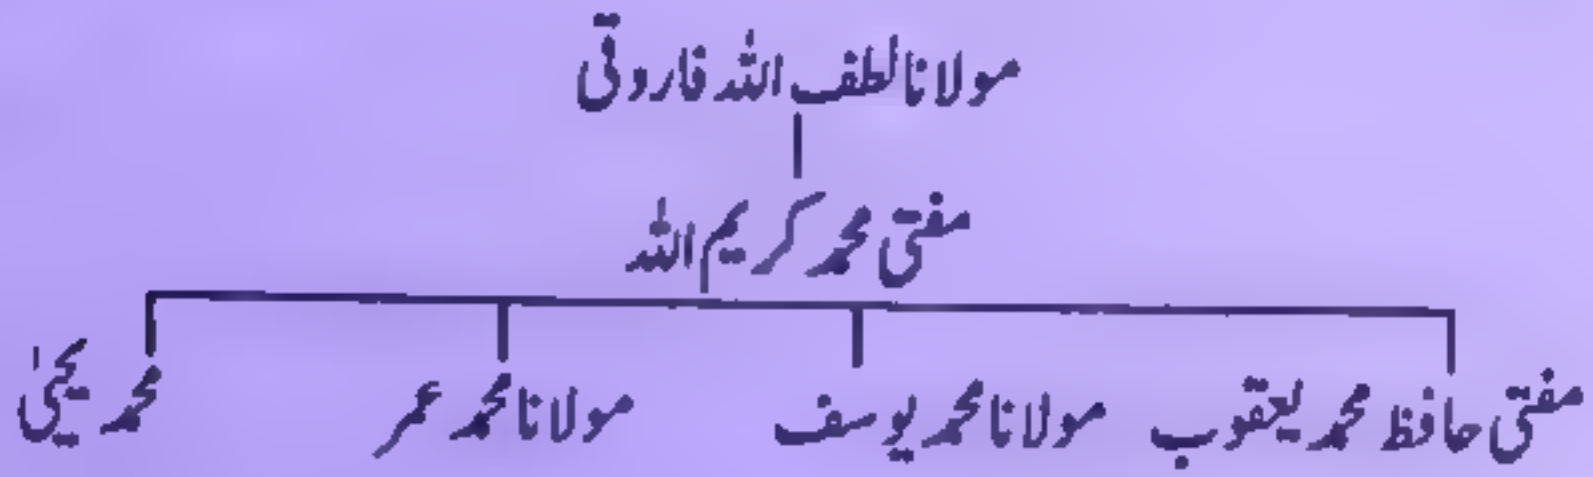 مولانا لطف اللہ فاروقی
مفتی محمد کریم اللہ
مفتی حافظ محمد یعقوب مولانا محمد یوسف مولانا محمد عمر محمد یحییٰ